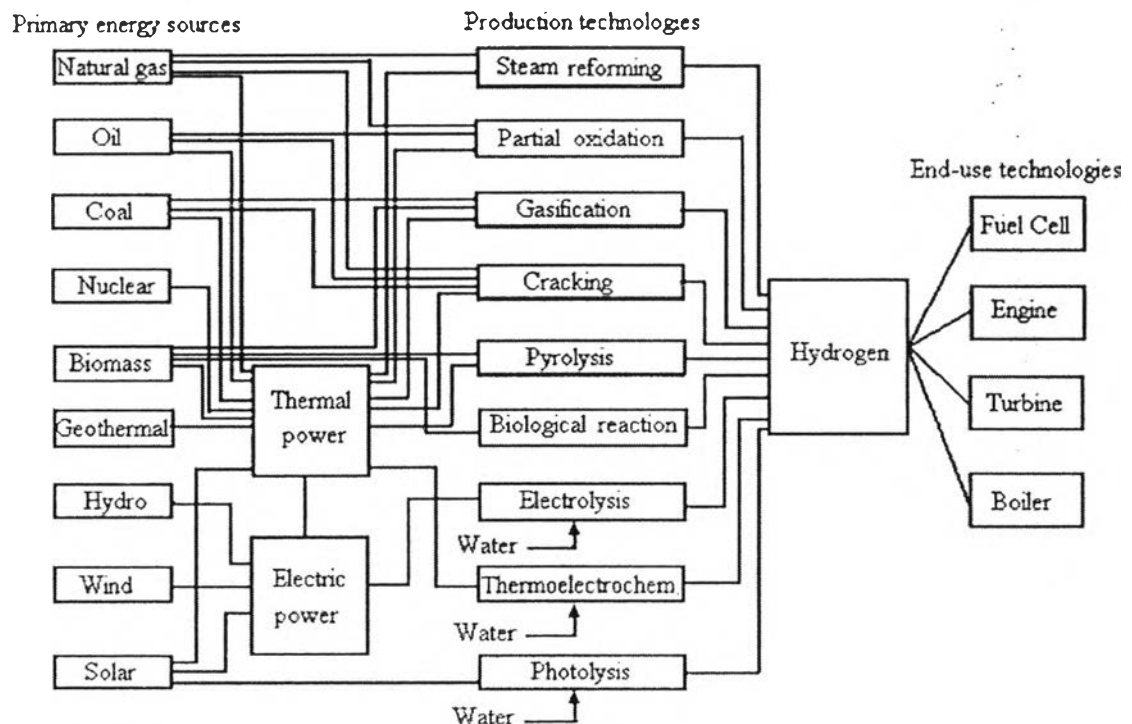 Primary energy sources
Production technologies
Natural gas
Oil
Coal
Nuclear
Biomass
Geothermal
Hydro
Wind
Solar
Thermal
power
Electric
power
Steam reforming
Partial oxidation
Gasification
Cracking
Pyrolysis
Biological reaction
Electrolysis
Water
Thermoelectrochem
Water
Photolysis
Water
Hydrogen
End-use technologies
Fuel Cell
Engine
Turbine
Boiler